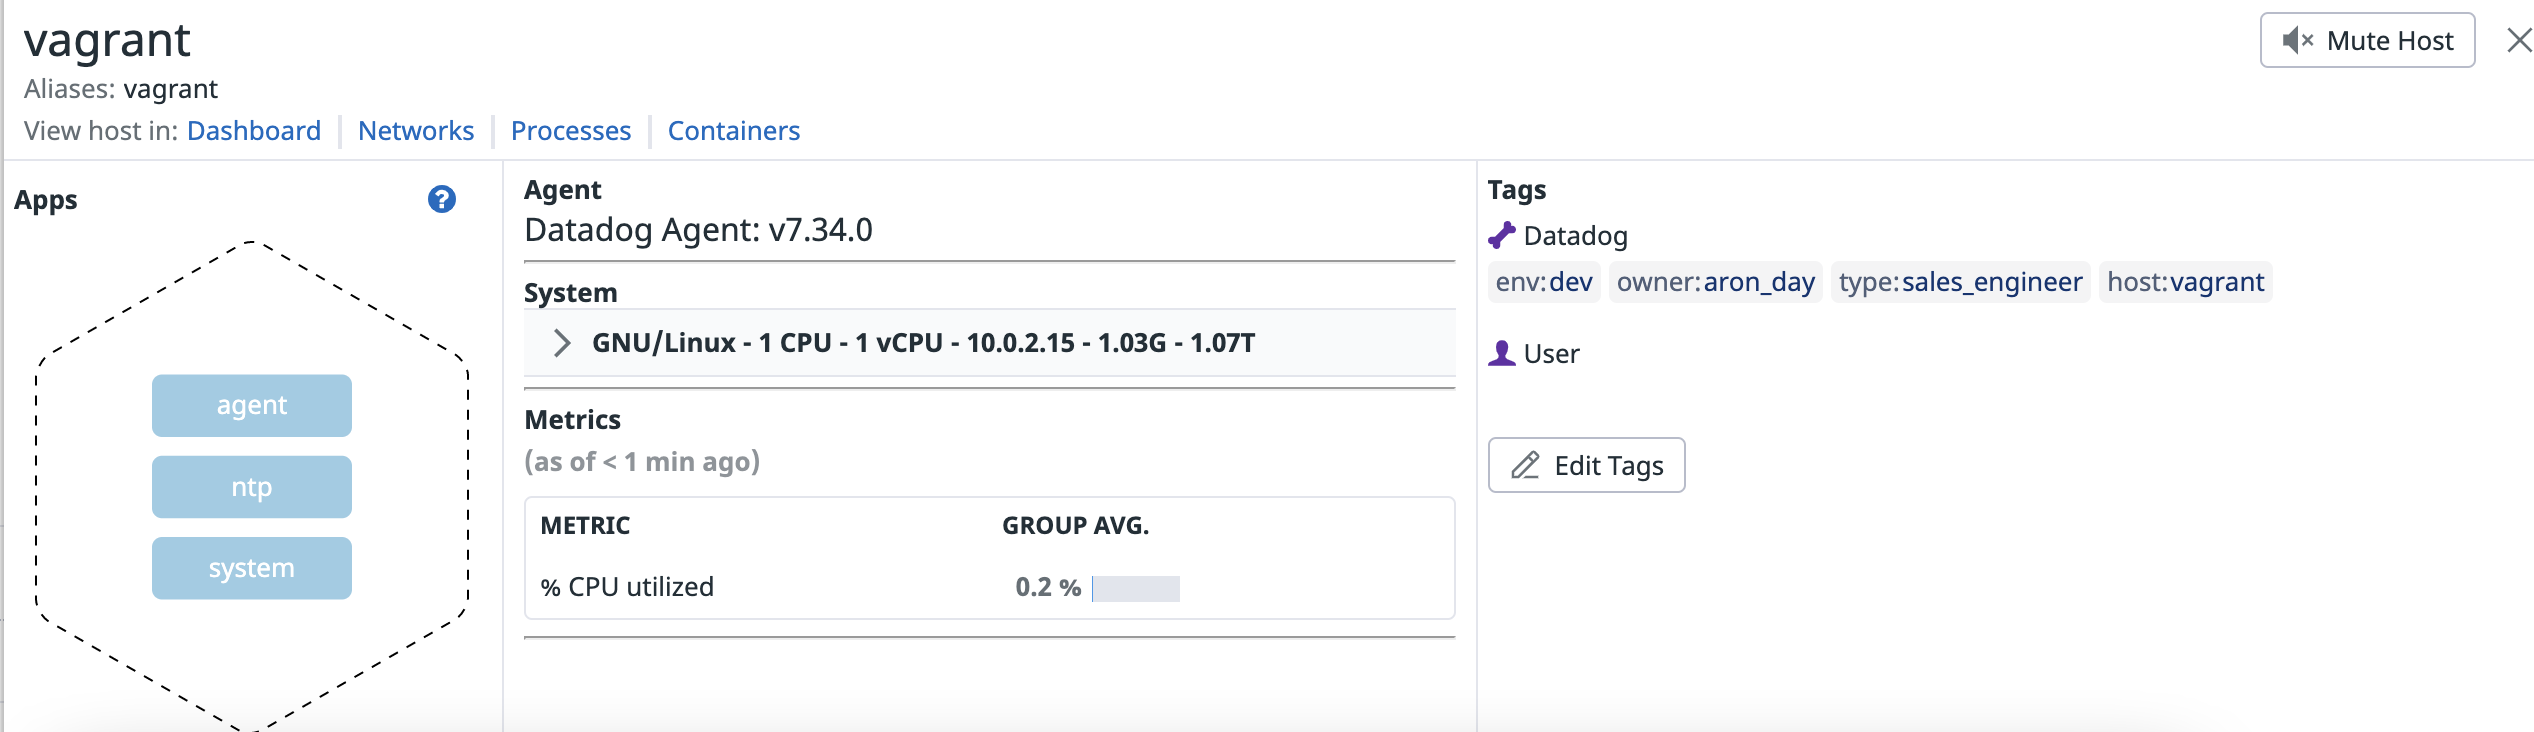 vagrant
Mute Host
Aliases: vagrant
View host in: Dashboard Networks Processes Containers
Apps
?
agent
ntp
system
Agent
Datadog Agent: v7.34.0
System
GNU/Linux - 1 CPU - 1 vCPU - 10.0.2.15 - 1.03G - 1.07T
Metrics
(as of < 1 min ago)
METRIC GROUP AVG.
% CPU utilized 0.2 %
Tags
Datadog
env:dev owner:aron_day type:sales_engineer host:vagrant
User
Edit Tags